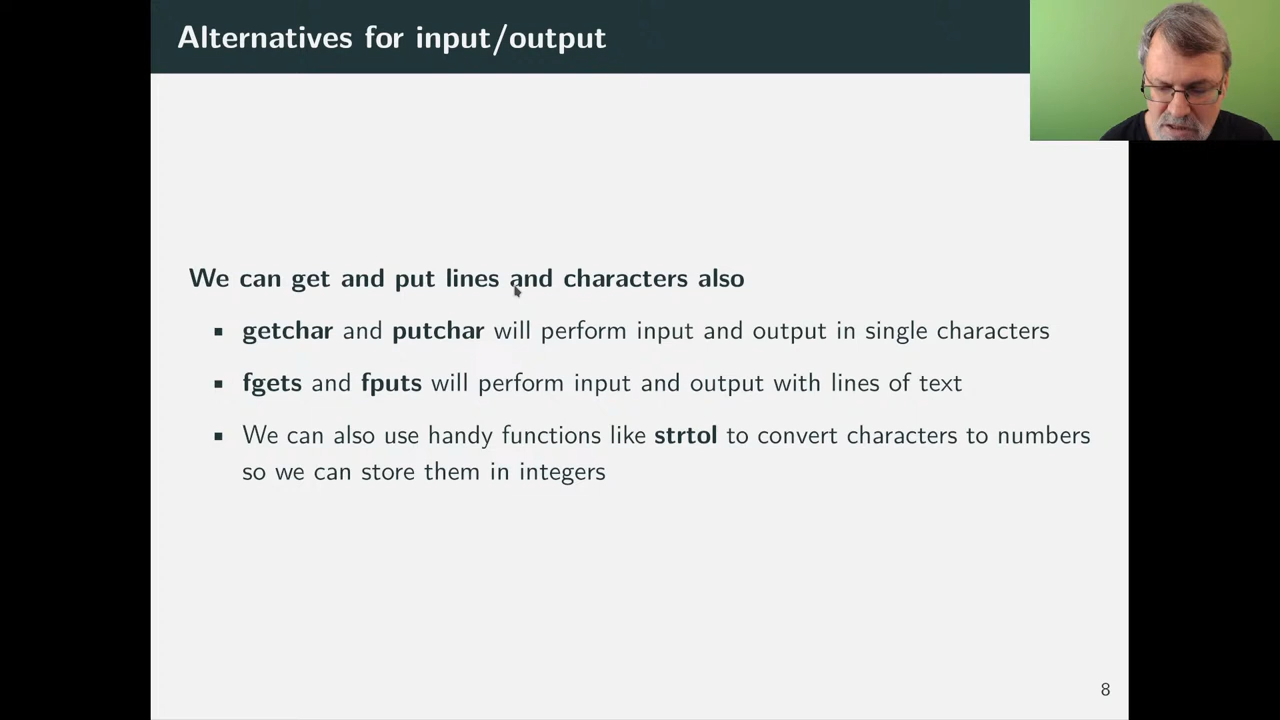 Alternatives for input/output
We can get and put lines and characters also
▪ getchar and putchar will perform input and output in single characters
▪ fgets and fputs will perform input and output with lines of text
▪ We can also use handy functions like strtol to convert characters to numbers
so we can store them in integers
8